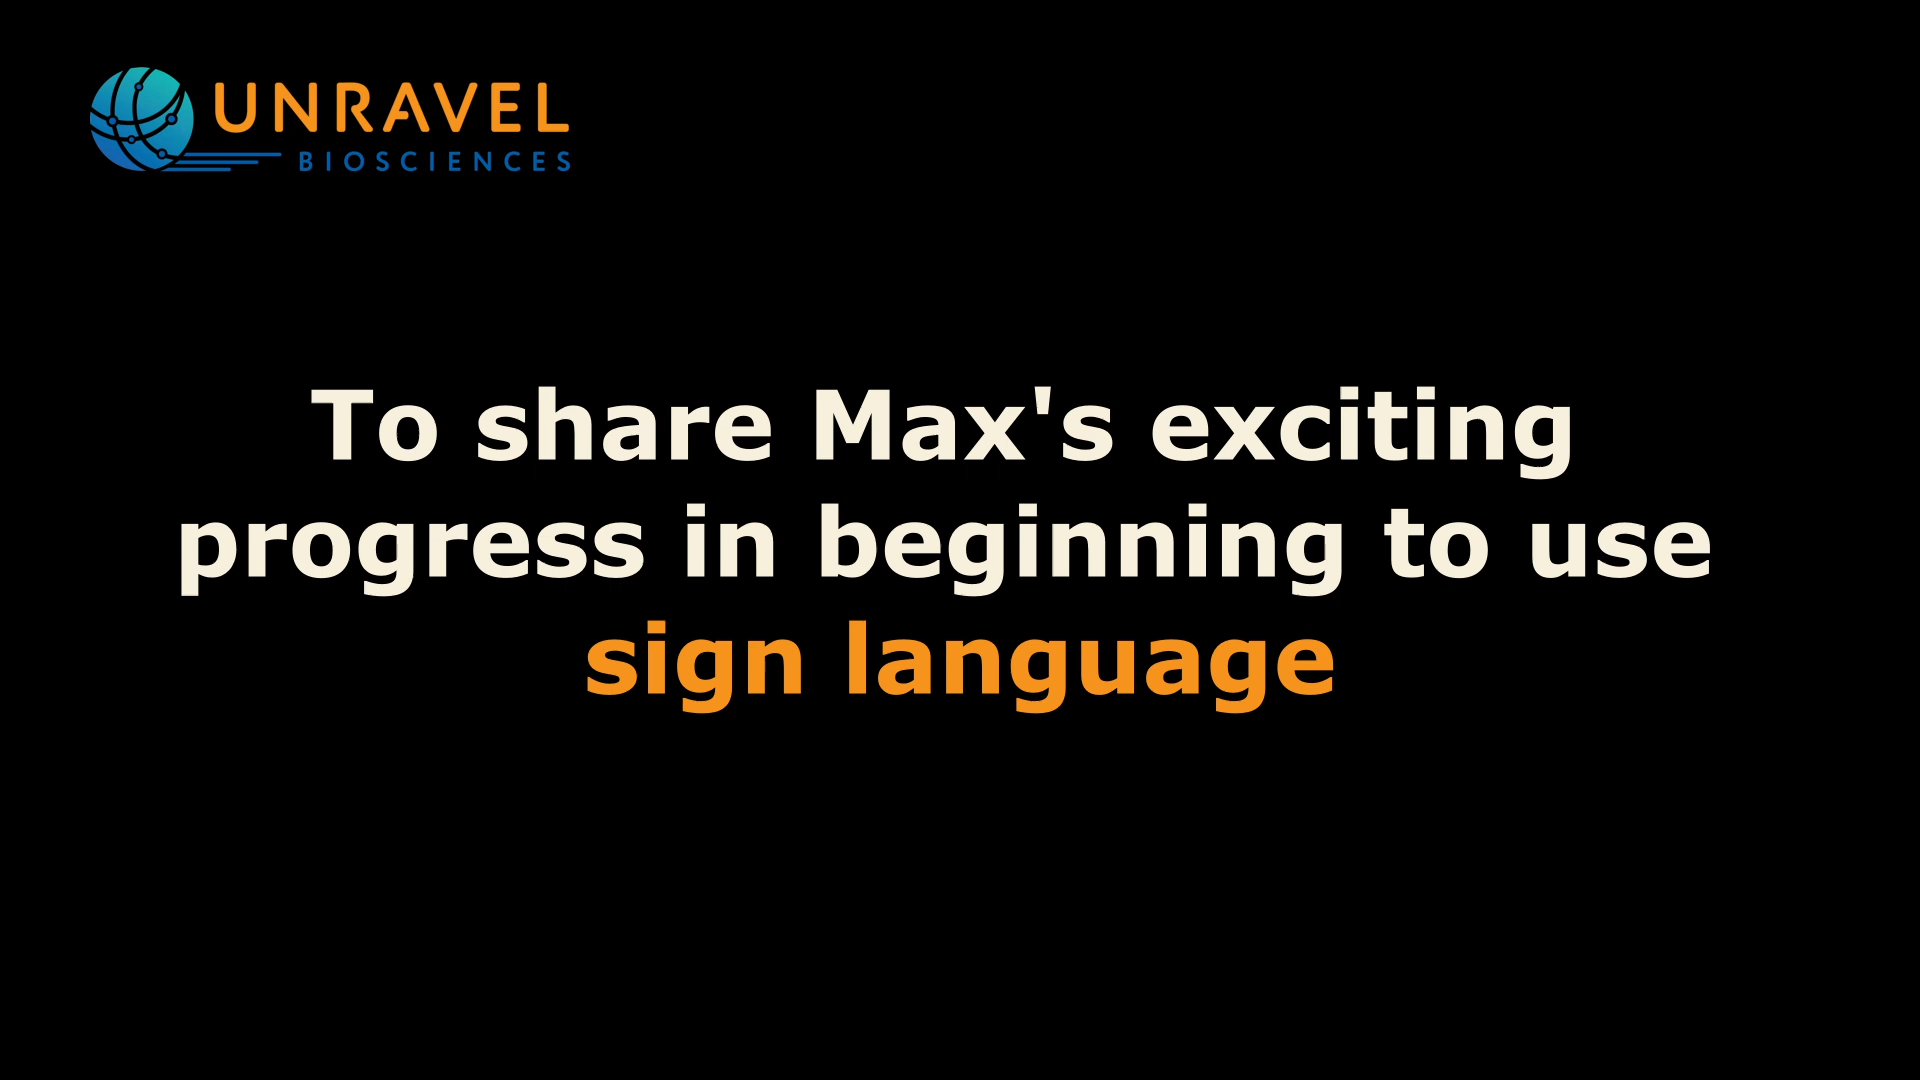 UNRAVEL
BIOSCIENCES
To share Max's exciting
progress in beginning to use
sign language